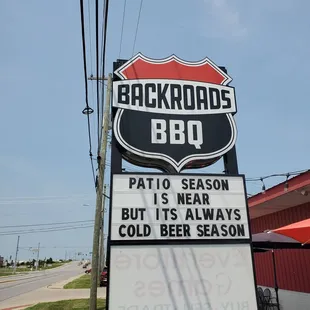 BACKROADS
BBQ
PATIO SEASON
IS NEAR
BUT ITS ALWAYS
COLD BEER SEASON